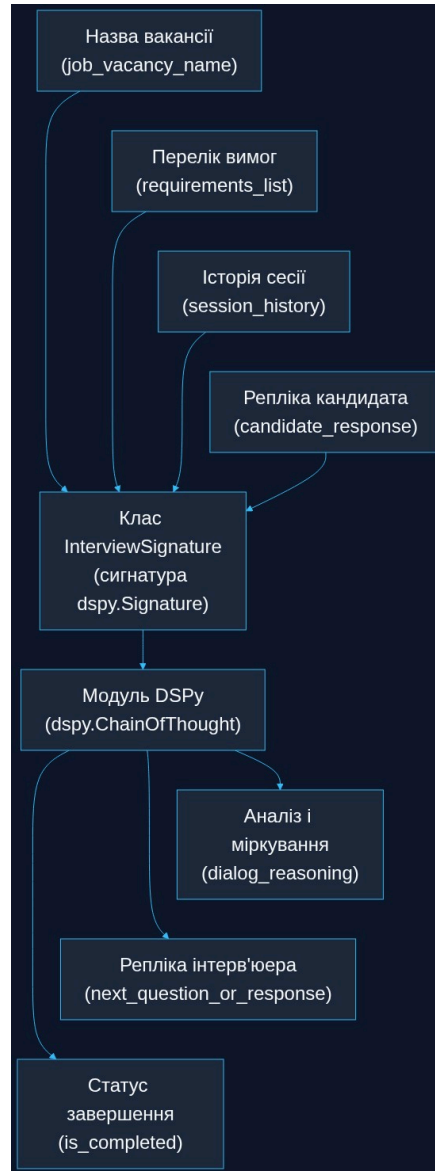 Назва вакансії
(job_vacancy_name)
Перелік вимог
(requirements_list)
Історія сесії
(session_history)
Репліка кандидата
(candidate_response)
Клас
InterviewSignature
(сигнатура
dspy.Signature)
Модуль DSPy
(dspy.ChainOfThought)
Аналіз і
міркування
(dialog_reasoning)
Репліка інтерв'юера
(next_question_or_response)
Статус
завершення
(is_completed)